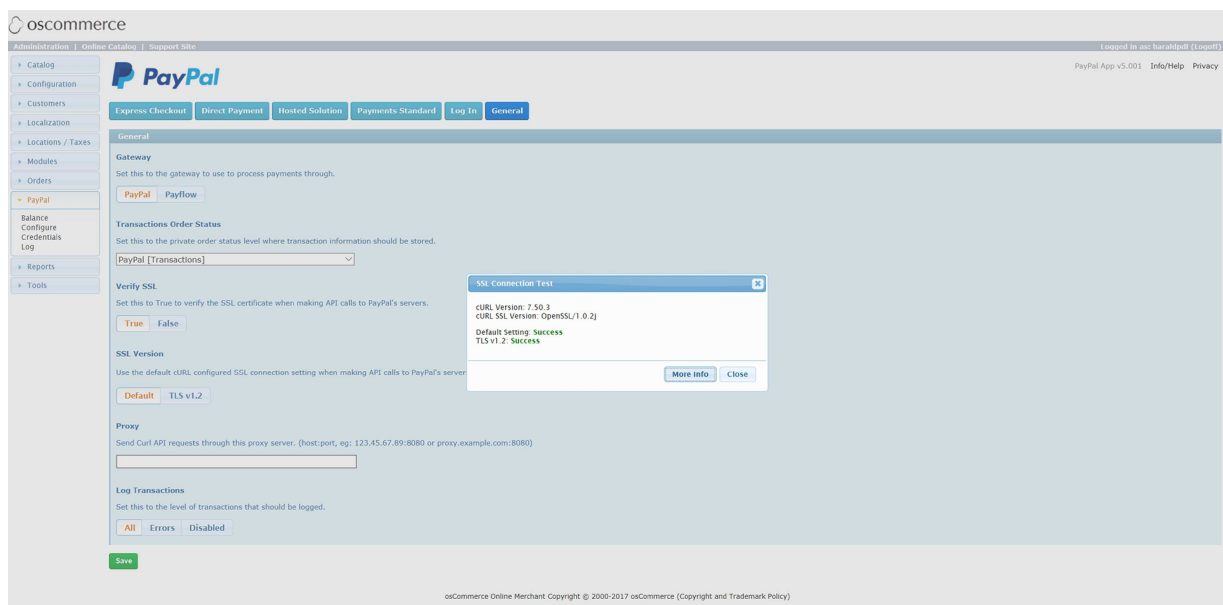 oscommerce
Administration | Online Catalog | Support Site
Logged in as: haraldpdl (Logoff)
Catalog
Configuration
Customers
Localization
Locations / Taxes
Modules
Orders
PayPal
Balance
Configure
Credentials
Log
Reports
Tools
PayPal
PayPal App v5.001 Info/Help Privacy
Express Checkout Direct Payment Hosted Solution Payments Standard Log In General
General
Gateway
Set this to the gateway to use to process payments through.
PayPal Payflow
Transactions Order Status
Set this to the private order status level where transaction information should be stored.
PayPal [Transactions]
Verify SSL
Set this to True to verify the SSL certificate when making API calls to PayPal's servers.
True False
SSL Version
Use the default cURL configured SSL connection setting when making API calls to PayPal's server
Default TLS v1.2
Proxy
Send Curl API requests through this proxy server. (host:port, eg: 123.45.67.89:8080 or proxy.example.com:8080)
Log Transactions
Set this to the level of transactions that should be logged.
All Errors Disabled
Save
SSL Connection Test
cURL Version: 7.50.3
cURL SSL Version: OpenSSL/1.0.2j
Default Setting: Success
TLS v1.2: Success
More Info Close
osCommerce Online Merchant Copyright © 2000-2017 osCommerce (Copyright and Trademark Policy)